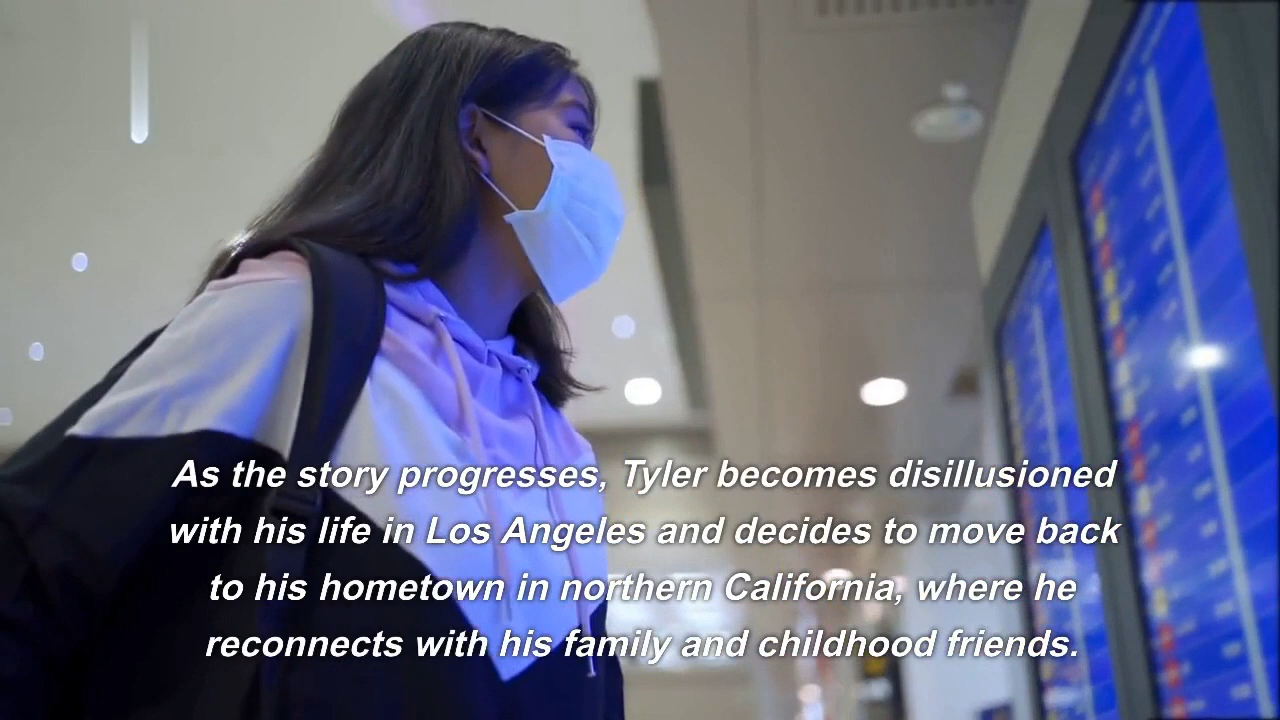 As the story progresses, Tyler becomes disillusioned
with his life in Los Angeles and decides to move back
to his hometown in northern California, where he
reconnects with his family and childhood friends.